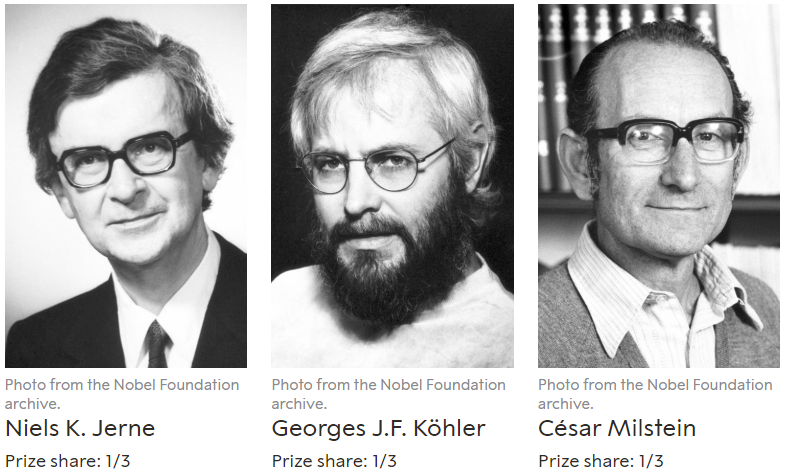 Photo from the Nobel Foundation
archive.
Niels K. Jerne
Prize share: 1/3
Photo from the Nobel Foundation
archive.
Georges J.F. Köhler
Prize share: 1/3
Photo from the Nobel Foundation
archive.
César Milstein
Prize share: 1/3